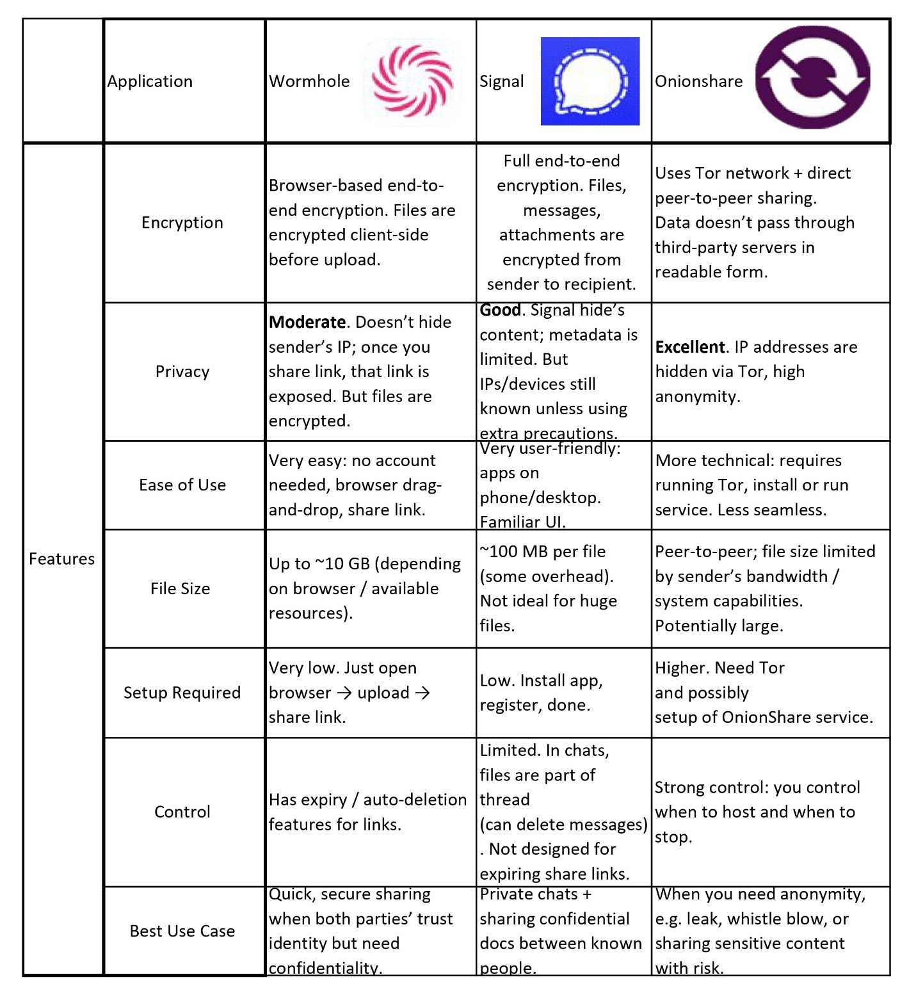 Application
Wormhole
Signal
Onionshare
Features
Encryption
Browser-based end-to-
end encryption. Files are
encrypted client-side
before upload.
Full end-to-end
encryption. Files,
messages,
attachments are
encrypted from
sender to recipient.
Uses Tor network + direct
peer-to-peer sharing.
Data doesn’t pass through
third-party servers in
readable form.
Privacy
Moderate. Doesn’t hide
sender’s IP; once you
share link, that link is
exposed. But files are
encrypted.
Good. Signal hide’s
content; metadata is
limited. But
IPs/devices still
known unless using
extra precautions.
Excellent. IP addresses are
hidden via Tor, high
anonymity.
Ease of Use
Very easy: no account
needed, browser drag-
and-drop, share link.
Very user-friendly:
apps on
phone/desktop.
Familiar UI.
More technical: requires
running Tor, install or run
service. Less seamless.
File Size
Up to ~10 GB (depending
on browser / available
resources).
~100 MB per file
(some overhead).
Not ideal for huge
files.
Peer-to-peer; file size limited
by sender’s bandwidth /
system capabilities.
Potentially large.
Setup Required
Very low. Just open
browser → upload →
share link.
Low. Install app,
register, done.
Higher. Need Tor
and possibly
setup of OnionShare service.
Control
Has expiry / auto-deletion
features for links.
Limited. In chats,
files are part of
thread
(can delete messages)
. Not designed for
expiring share links.
Strong control: you control
when to host and when to
stop.
Best Use Case
Quick, secure sharing
when both parties’ trust
identity but need
confidentiality.
Private chats +
sharing confidential
docs between known
people.
When you need anonymity,
e.g. leak, whistle blow, or
sharing sensitive content
with risk.